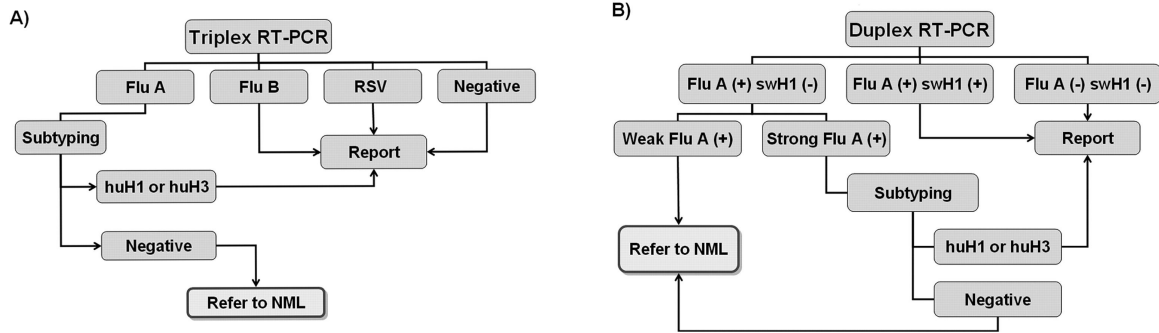 A)
Triplex RT-PCR
Flu A
Flu B
RSV
Negative
Subtyping
Report
huH1 or huH3
Negative
Refer to NML
B)
Duplex RT-PCR
Flu A (+) swH1 (-)
Flu A (+) swH1 (+)
Flu A (-) swH1 (-)
Weak Flu A (+)
Strong Flu A (+)
Report
Subtyping
Refer to NML
huH1 or huH3
Negative